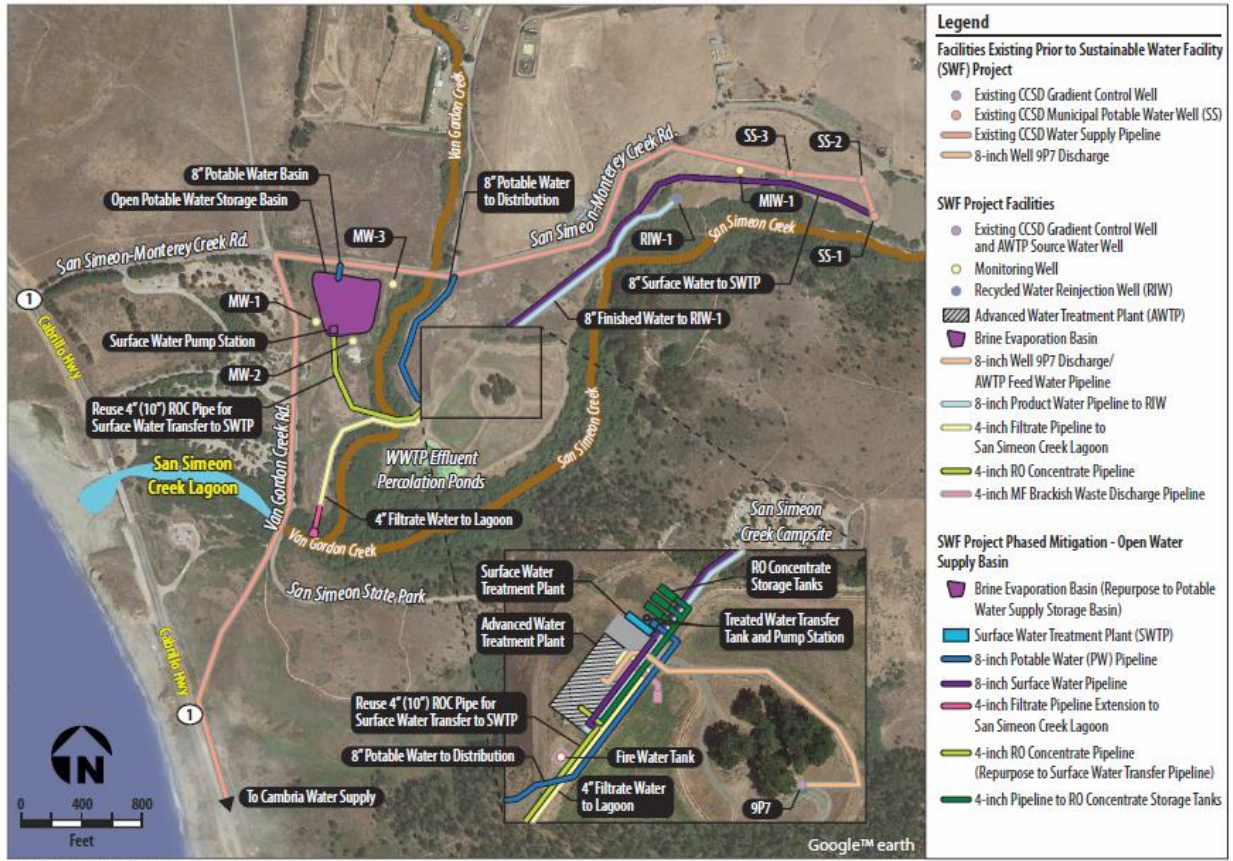 Van Gordon Creek
8" Potable Water Basin
Open Potable Water Storage Basin
8" Potable Water
to Distribution
MW-3
San Simeon-Monterey Creek Rd.
San Simeon-Monterey Creek Rd.
SS-3
SS-2
MIW-1
San Simeon Creek
RIW-1
SS-1
8" Surface Water to SWTP
8" Finished Water to RIW-1
1
Cabrillo Hwy
MW-1
Surface Water Pump Station
MW-2
Reuse 4" (10") ROC Pipe for
Surface Water Transfer to SWTP
Van Gordon Creek Rd.
San Simeon
Creek Lagoon
WWTP Effluent
Percolation Ponds
San Simeon Creek
4" Filtrate Water to Lagoon
Van Gordon Creek
San Simeon
Creek Campsite
San Simeon State Park
Surface Water
Treatment Plant
RO Concentrate
Storage Tanks
Advanced Water
Treatment Plant
Treated Water Transfer
Tank and Pump Station
Cabrillo Hwy
1
Reuse 4" (10") ROC Pipe for
Surface Water Transfer to SWTP
8" Potable Water to Distribution
Fire Water Tank
4" Filtrate Water
to Lagoon
9P7
N
0 400 800
Feet
To Cambria Water Supply
Google™ earth
Legend
Facilities Existing Prior to Sustainable Water Facility
(SWF) Project
Existing CCSD Gradient Control Well
Existing CCSD Municipal Potable Water Well (SS)
Existing CCSD Water Supply Pipeline
8-inch Well 9P7 Discharge
SWF Project Facilities
Existing CCSD Gradient Control Well
and AWTP Source Water Well
Monitoring Well
Recycled Water Reinjection Well (RIW)
Advanced Water Treatment Plant (AWTP)
Brine Evaporation Basin
8-inch Well 9P7 Discharge/
AWTP Feed Water Pipeline
8-inch Product Water Pipeline to RIW
4-inch Filtrate Pipeline to
San Simeon Creek Lagoon
4-inch RO Concentrate Pipeline
4-inch MF Brackish Waste Discharge Pipeline
SWF Project Phased Mitigation - Open Water
Supply Basin
Brine Evaporation Basin (Repurpose to Potable
Water Supply Storage Basin)
Surface Water Treatment Plant (SWTP)
8-inch Potable Water (PW) Pipeline
8-inch Surface Water Pipeline
4-inch Filtrate Pipeline Extension to
San Simeon Creek Lagoon
4-inch RO Concentrate Pipeline
(Repurpose to Surface Water Transfer Pipeline)
4-inch Pipeline to RO Concentrate Storage Tanks